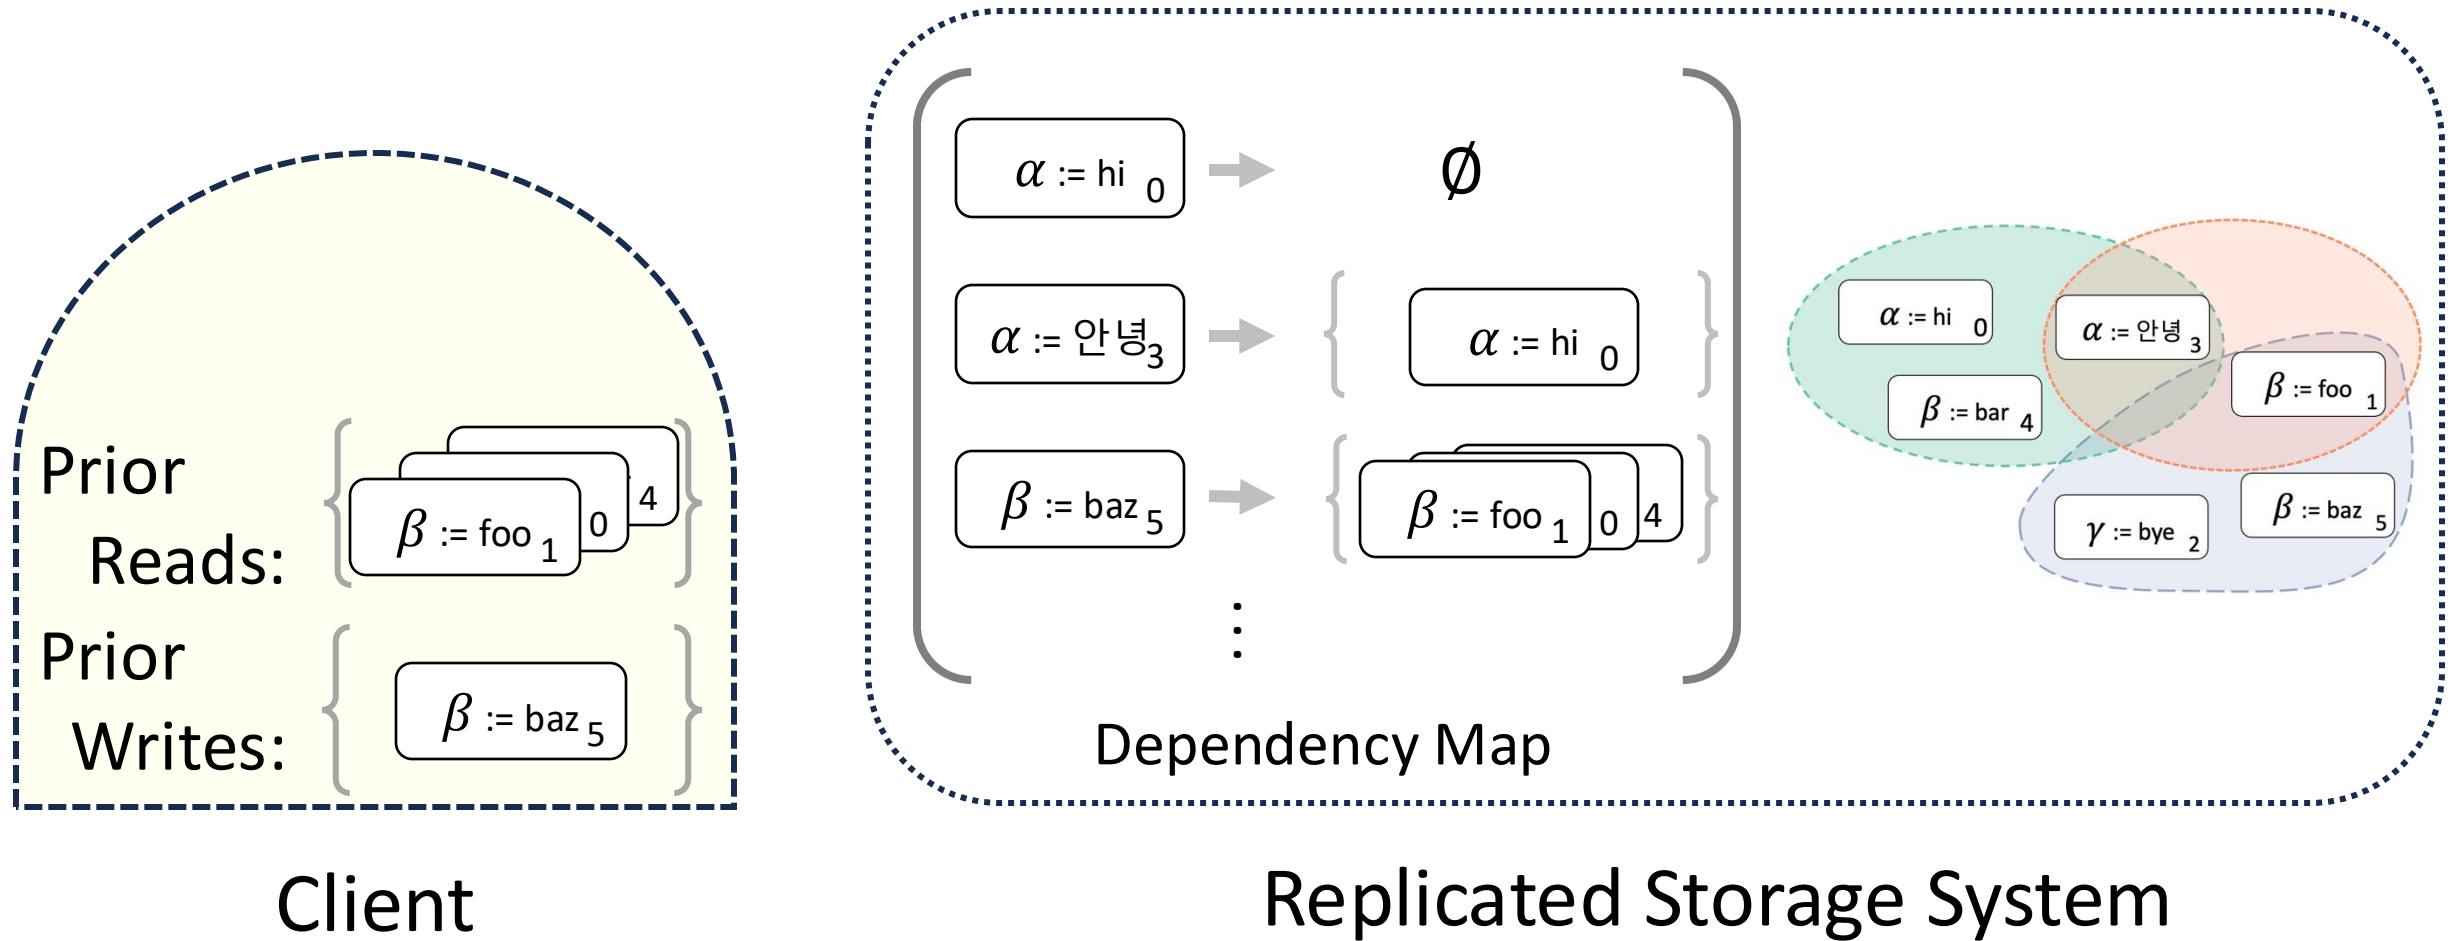 Prior
Reads:
{ β := foo 1 0 4 }
Prior
Writes:
{ β := baz 5 }
Client
α := hi 0 → ∅
α := 안녕 3 → { α := hi 0 }
β := baz 5 → { β := foo 1 0 4 }
⋮
Dependency Map
α := hi 0
α := 안녕 3
β := foo 1
β := bar 4
γ := bye 2
β := baz 5
Replicated Storage System